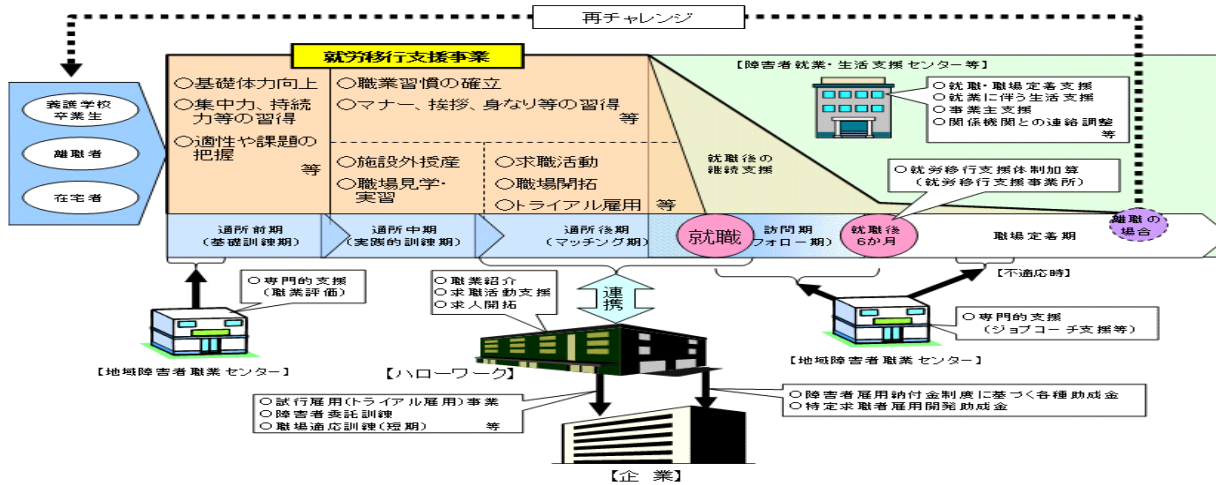 再チャレンジ
就労移行支援事業
養護学校
卒業生
離職者
在宅者
○基礎体力向上
○集中力、持続
力等の習得
○適性や課題の
把握
等
○職業習慣の確立
○マナー、挨拶、身なり等の習得
等
○施設外授産
○職場見学・
実習
○求職活動
○職場開拓
○トライアル雇用 等
就職後の
継続支援
【障害者就業・生活支援センター等】
○就職・職場定着支援
○就業に伴う生活支援
○事業主支援
○関係機関との連絡調整
等
○就労移行支援体制加算
(就労移行支援事業所)
通所前期
(基礎訓練期)
通所中期
(実践的訓練期)
通所後期
(マッチング期)
就職
訪問期
フォロー期)
就職後
6か月
職場定着期
離職の
場合
【不適応時】
○専門的支援
(職業評価)
【地域障害者職業センター】
○職業紹介
○求職活動支援
○求人開拓
連携
【ハローワーク】
○専門的支援
(ジョブコーチ支援等)
【地域障害者職業センター】
○試行雇用(トライアル雇用)事業
○障害者委託訓練
○職場適応訓練(短期) 等
○障害者雇用納付金制度に基づく各種助成金
○特定求職者雇用開発助成金
【企 業】